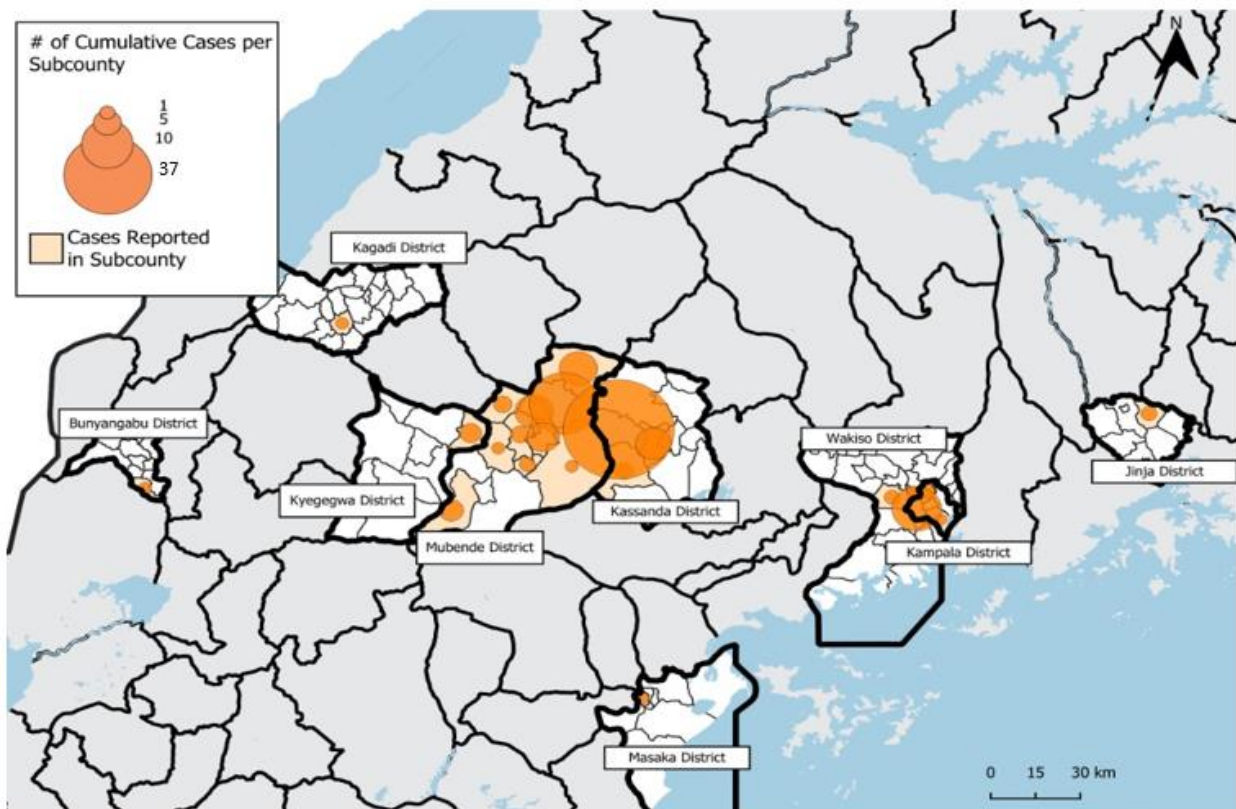 # of Cumulative Cases per
Subcounty
1
5
10
37
Cases Reported
in Subcounty
N
Kagadi District
Bunyangabu District
Kyegegwa District
Mubende District
Kassanda District
Wakiso District
Kampala District
Jinja District
Masaka District
0 15 30 km